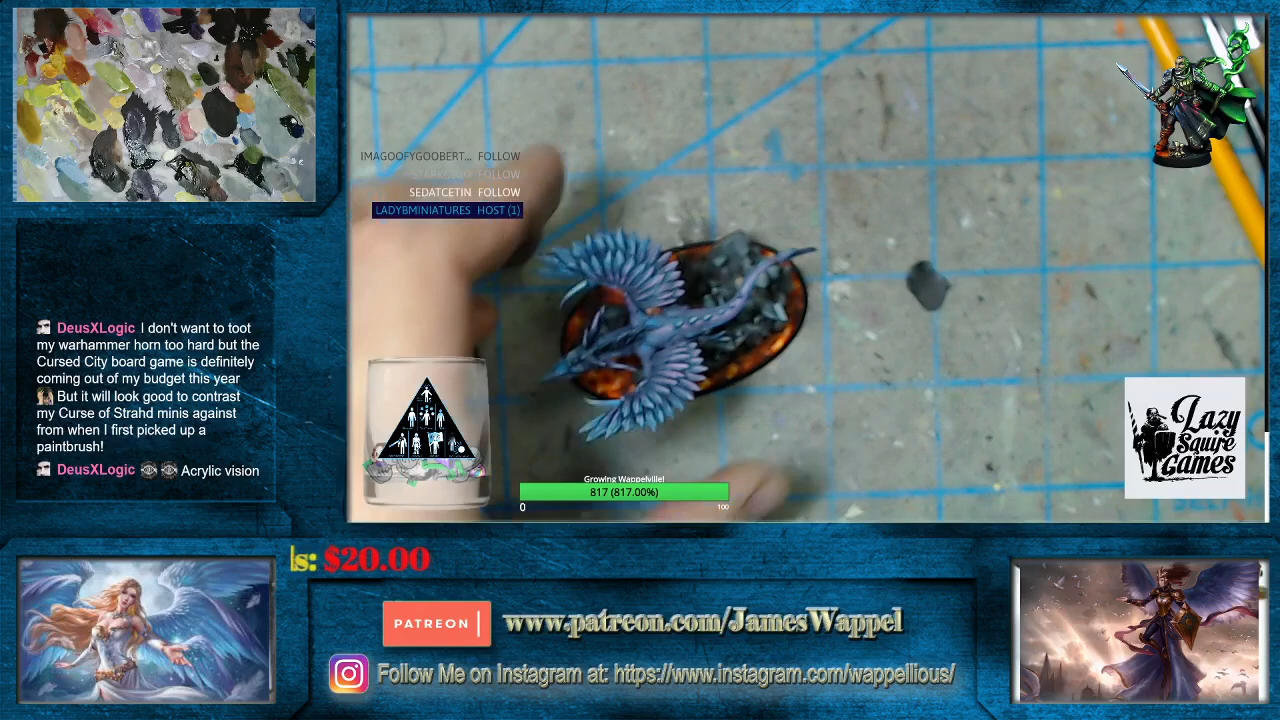 IMAGOOFYGOOBERT... FOLLOW
FOLLOW
SEDATCETIN FOLLOW
LADYBMINIATURES HOST (1)
DeusXLogic I don't want to toot
my warhammer horn too hard but the
Cursed City board game is definitely
coming out of my budget this year
But it will look good to contrast
my Curse of Strahd minis against
from when I first picked up a
paintbrush!
DeusXLogic Acrylic vision
Growing Wappelville!
817 (817.00%)
0
100
Lazy
Squire
Games
s: $20.00
PATREON
www.patreon.com/JamesWappel
Follow Me on Instagram at: https://www.instagram.com/wappellious/